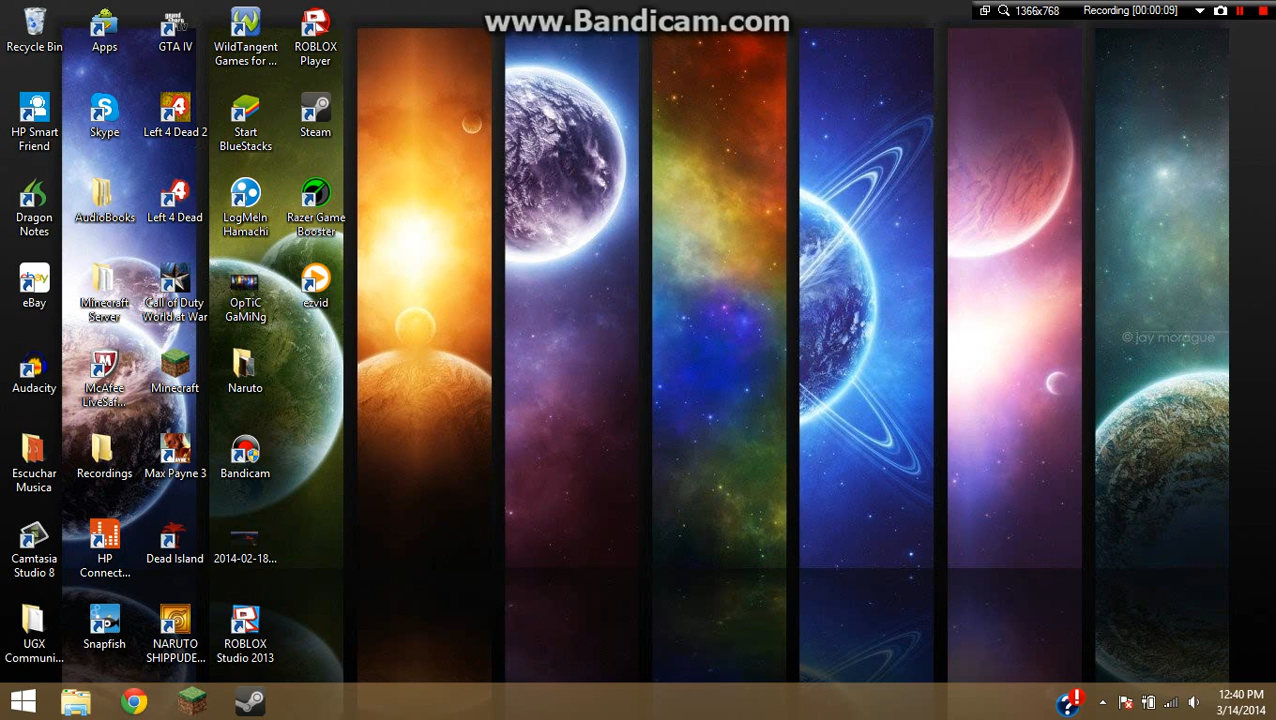 www.Bandicam.com
1366x768
Recording [00:00:09]
Recycle Bin
Apps
GTA IV
WildTangent
Games for ...
ROBLOX
Player
HP Smart
Friend
Skype
Left 4 Dead 2
Start
BlueStacks
Steam
Dragon
Notes
AudioBooks
Left 4 Dead
LogMeIn
Hamachi
Razer Game
Booster
eBay
Minecraft
Server
Call of Duty
World at War
OpTiC
GaMiNg
ezvid
© jay morague
Audacity
McAfee
LiveSaf...
Minecraft
Naruto
Escuchar
Musica
Recordings
Max Payne 3
Bandicam
Camtasia
Studio 8
HP
Connect...
Dead Island
2014-02-18...
UGX
Communi...
Snapfish
NARUTO
SHIPPUDE...
ROBLOX
Studio 2013
12:40 PM
3/14/2014